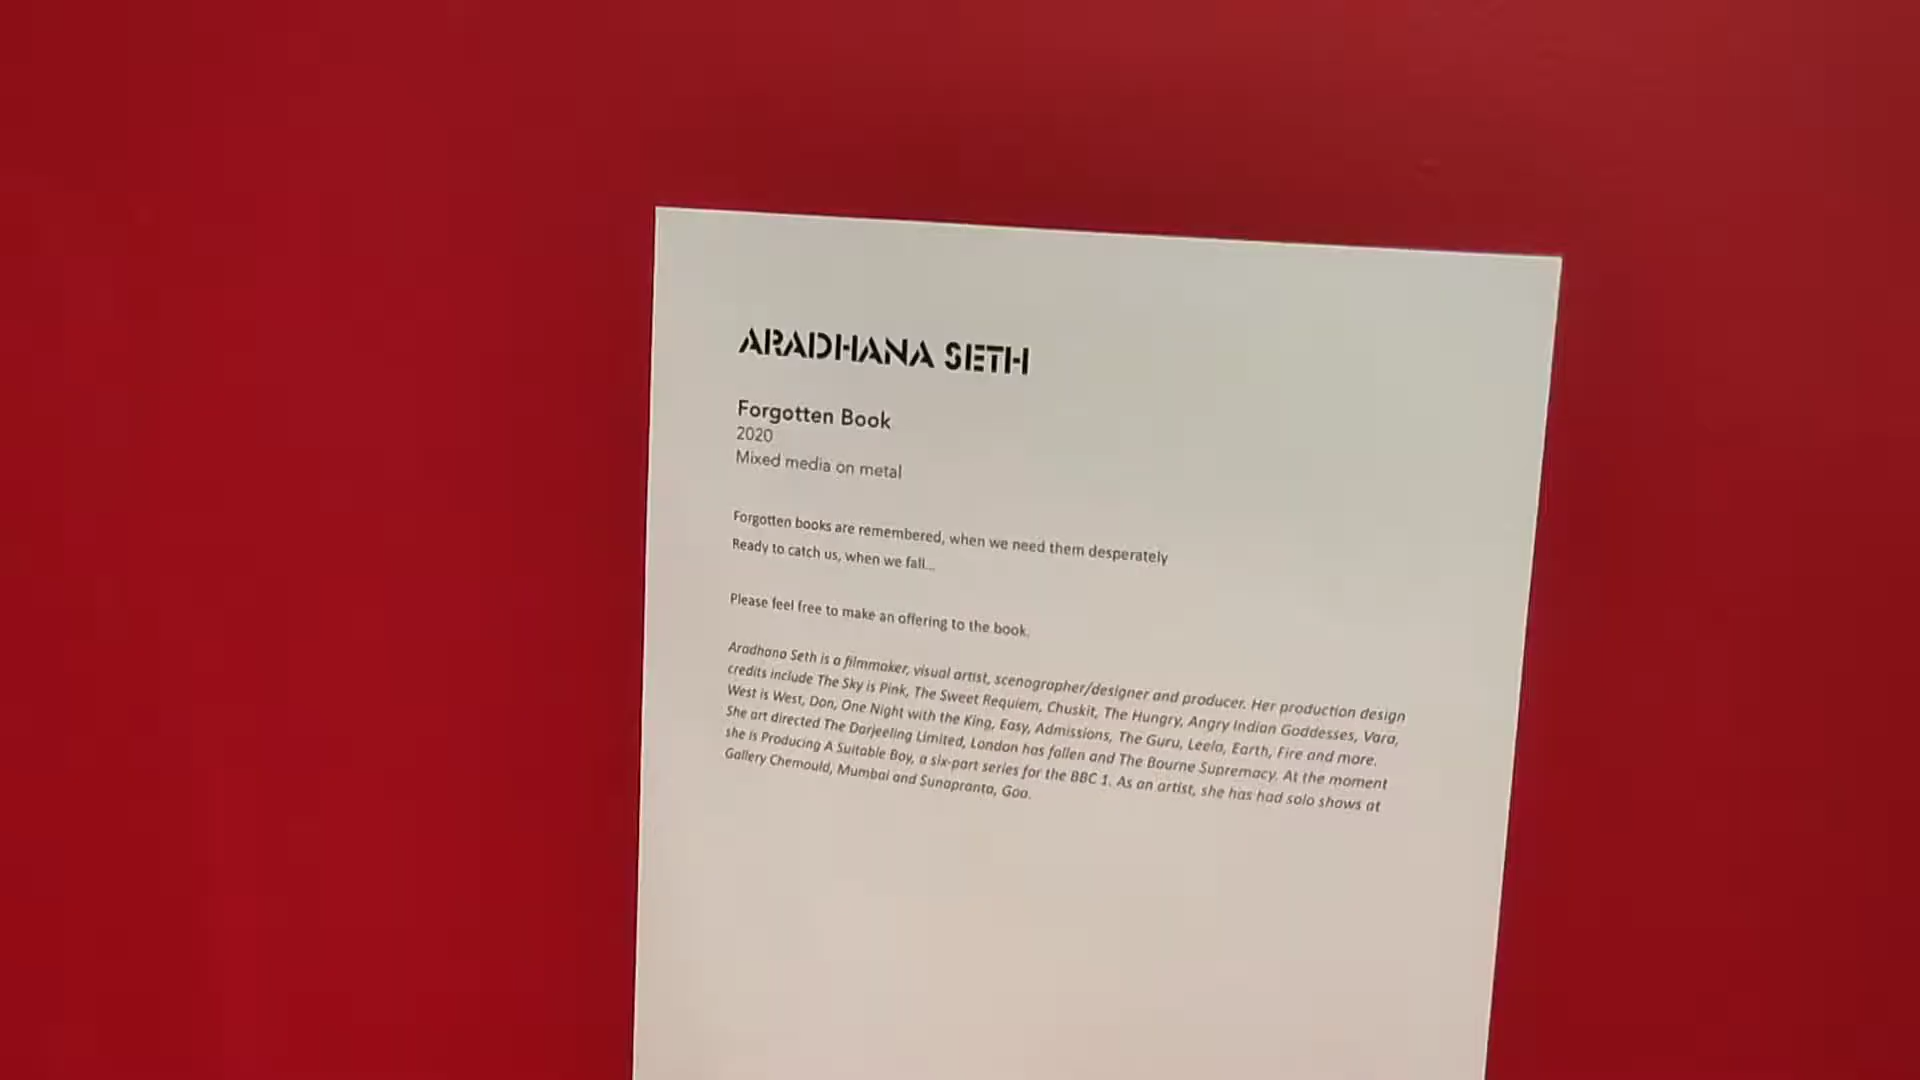 ARADHANA SETH
Forgotten Book
2020
Mixed media on metal
Forgotten books are remembered, when we need them desperately
Ready to catch us, when we fall...
Please feel free to make an offering to the book.
Aradhana Seth is a filmmaker, visual artist, scenographer/designer and producer. Her production design
credits include The Sky is Pink, The Sweet Requiem, Chuskit, The Hungry, Angry Indian Goddesses, Vara,
West is West, Don, One Night with the King, Easy, Admissions, The Guru, Leela, Earth, Fire and more.
She art directed The Darjeeling Limited, London has fallen and The Bourne Supremacy. At the moment
she is Producing A Suitable Boy, a six-part series for the BBC 1. As an artist, she has had solo shows at
Gallery Chemould, Mumbai and Sunapranta, Goa.